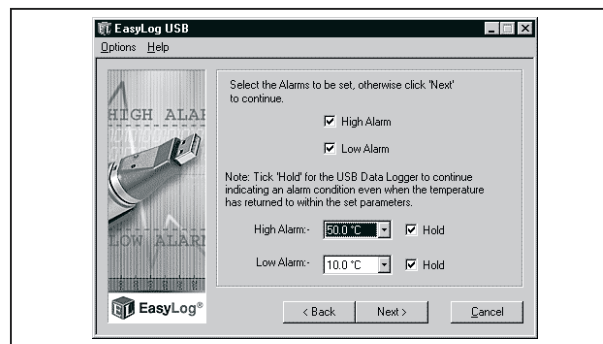 EasyLog USB
Options Help
HIGH ALAR
LOW ALARM
EasyLog®
Select the Alarms to be set, otherwise click 'Next'
to continue.
High Alarm
Low Alarm
Note: Tick 'Hold' for the USB Data Logger to continue
indicating an alarm condition even when the temperature
has returned to within the set parameters.
High Alarm:- 50.0 °C Hold
Low Alarm:- 10.0 °C Hold
< Back Next > Cancel